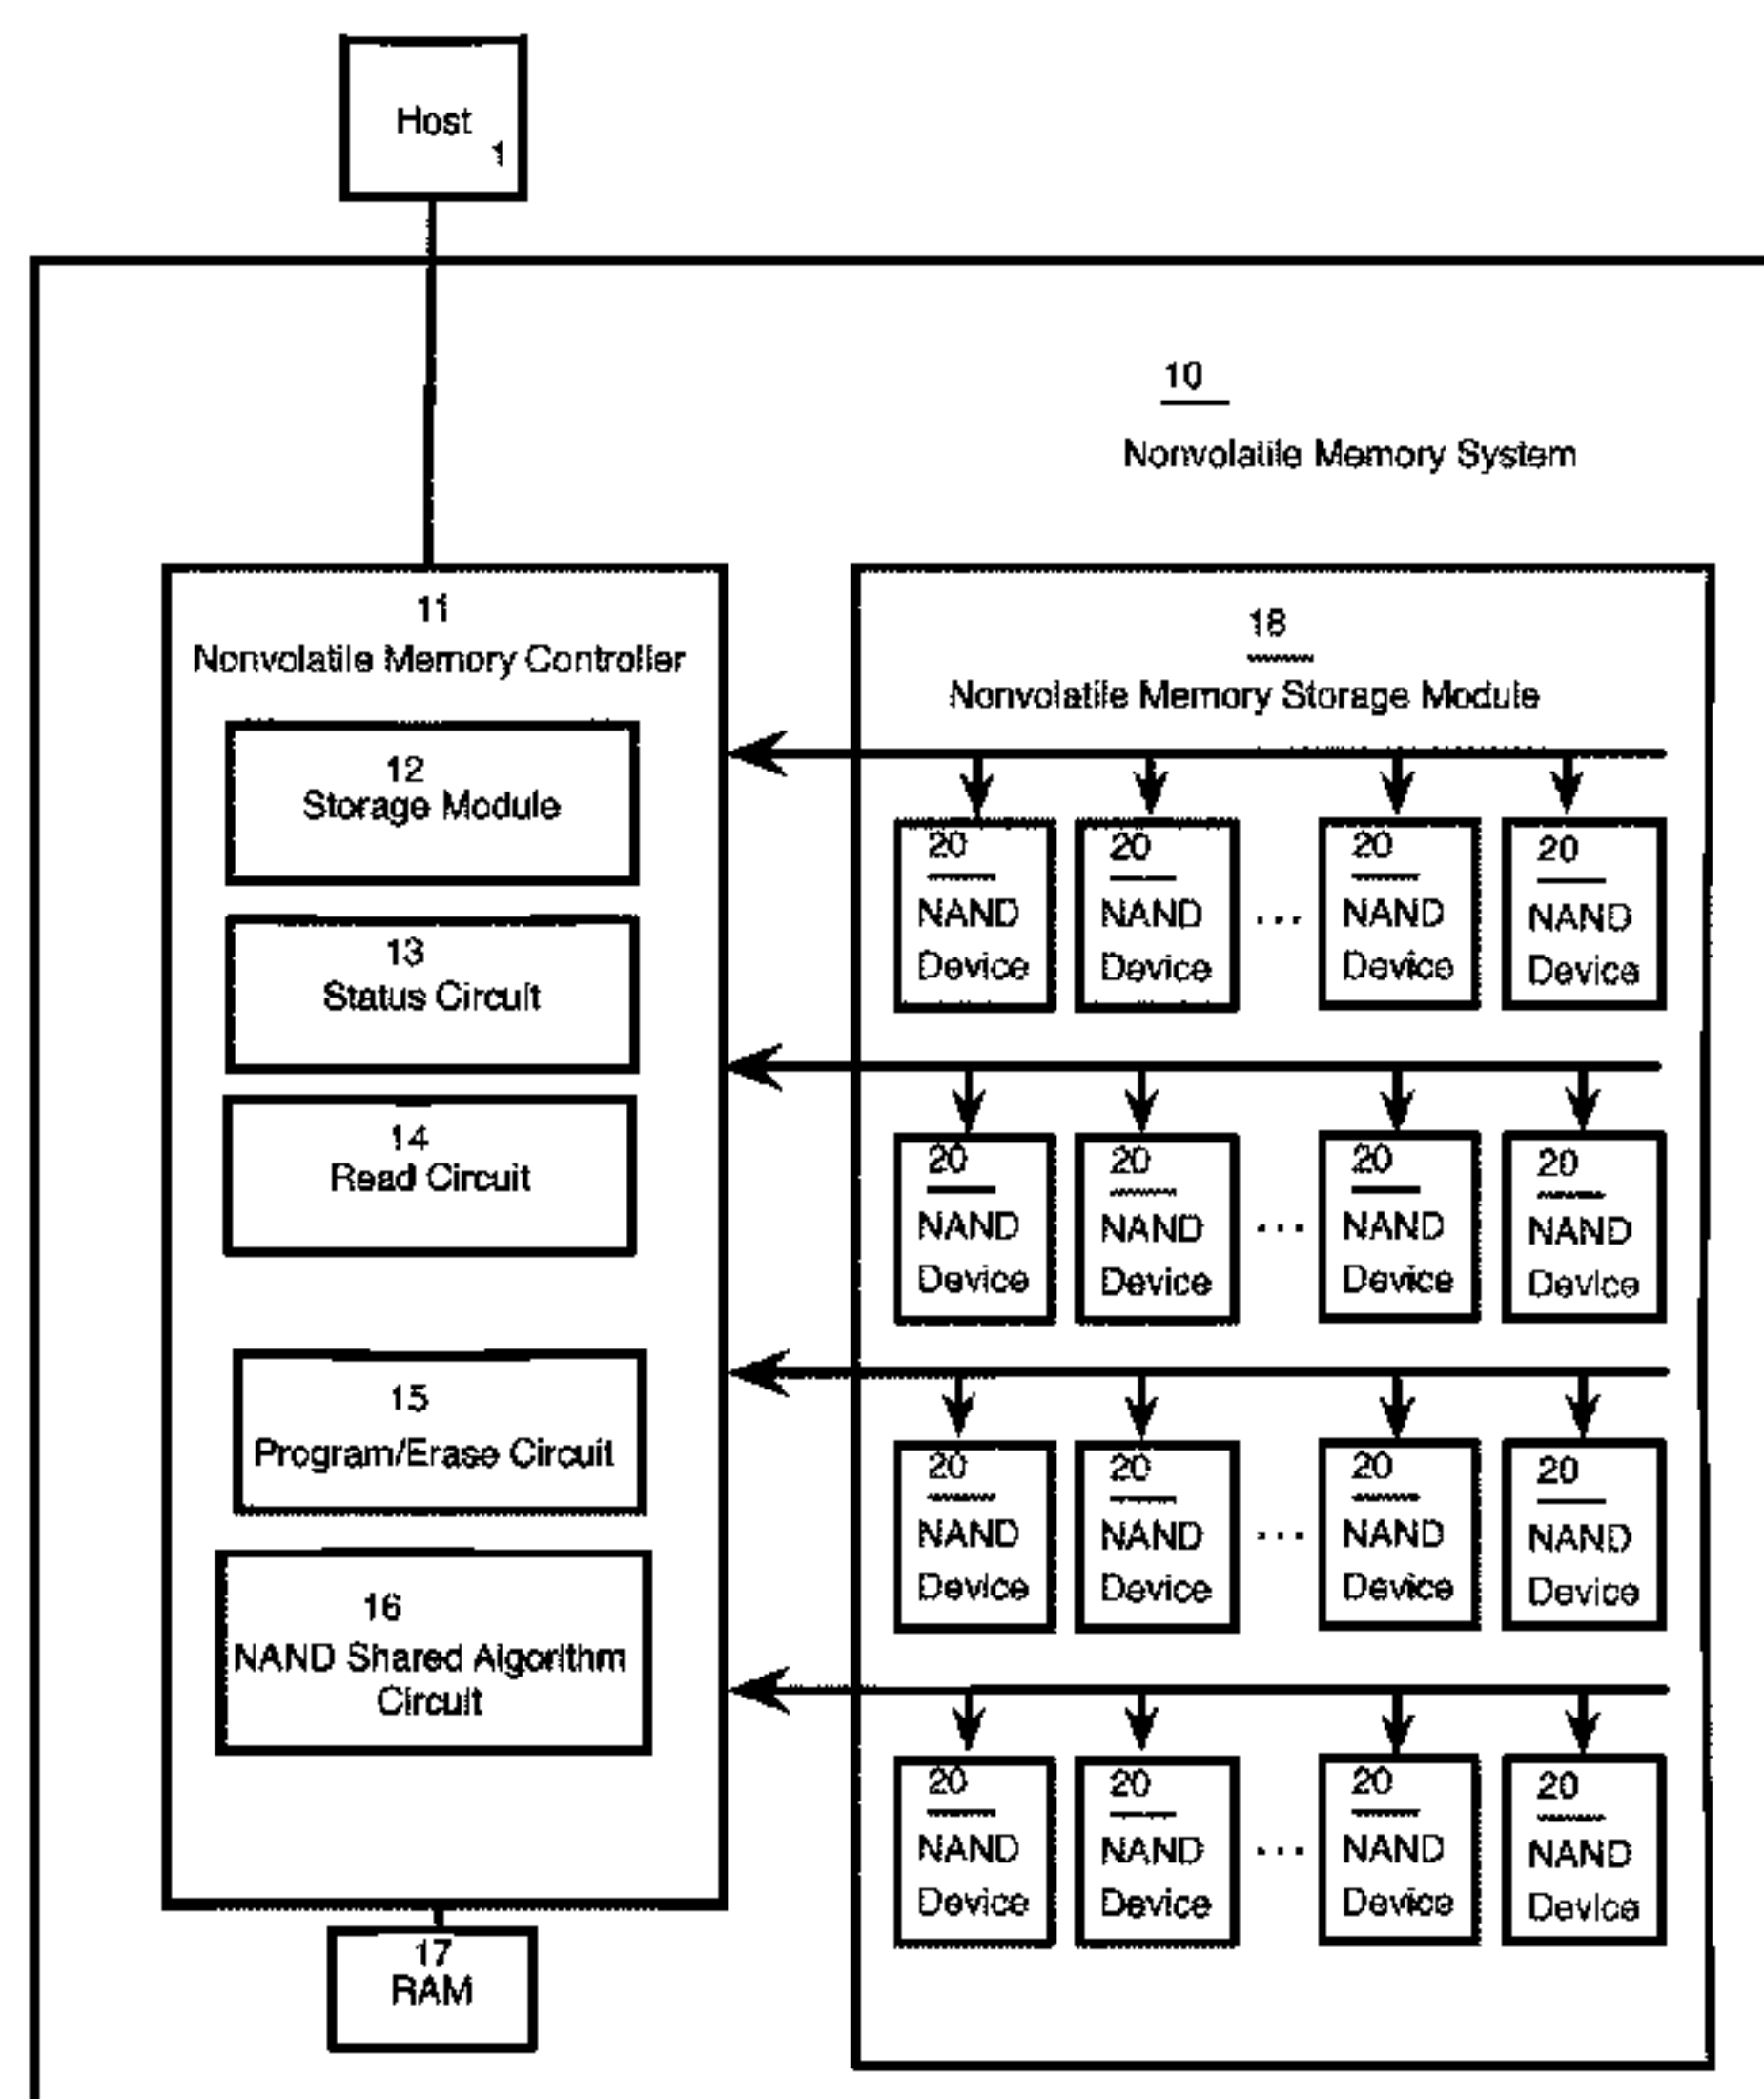 Host
1
10
Nonvolatile Memory System
11
Nonvolatile Memory Controller
12
Storage Module
13
Status Circuit
14
Read Circuit
15
Program/Erase Circuit
16
NAND Shared Algorithm
Circuit
17
RAM
18
Nonvolatile Memory Storage Module
20 20 20 20
NAND NAND ... NAND NAND
Device Device Device Device
20 20 20 20
NAND NAND ... NAND NAND
Device Device Device Device
20 20 20 20
NAND NAND ... NAND NAND
Device Device Device Device
20 20 20 20
NAND NAND ... NAND NAND
Device Device Device Device